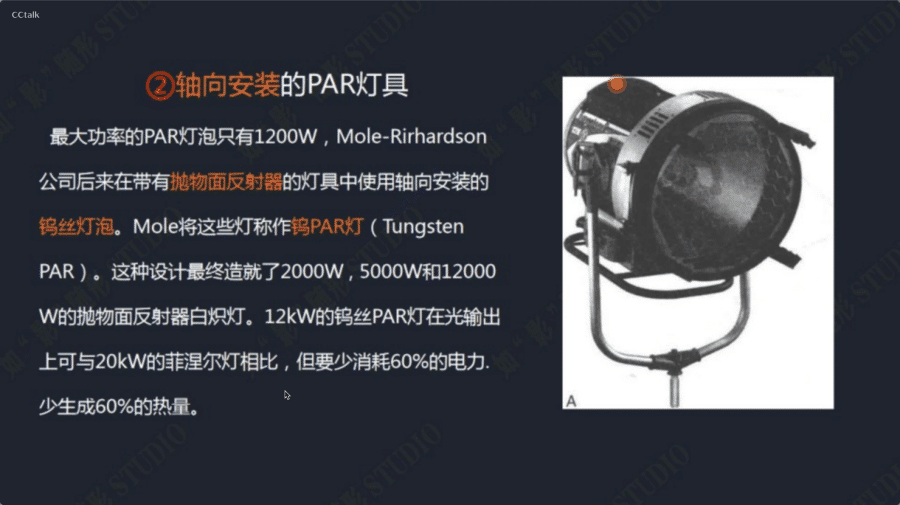 CCtalk
②轴向安装的PAR灯具
最大功率的PAR灯泡只有1200W，Mole-Rirhardson
公司后来在带有抛物面反射器的灯具中使用轴向安装的
钨丝灯泡。Mole将这些灯称作钨PAR灯（Tungsten
PAR）。这种设计最终造就了2000W，5000W和12000
W的抛物面反射器白炽灯。12kW的钨丝PAR灯在光输出
上可与20kW的菲涅尔灯相比，但要少消耗60%的电力.
少生成60%的热量。
A